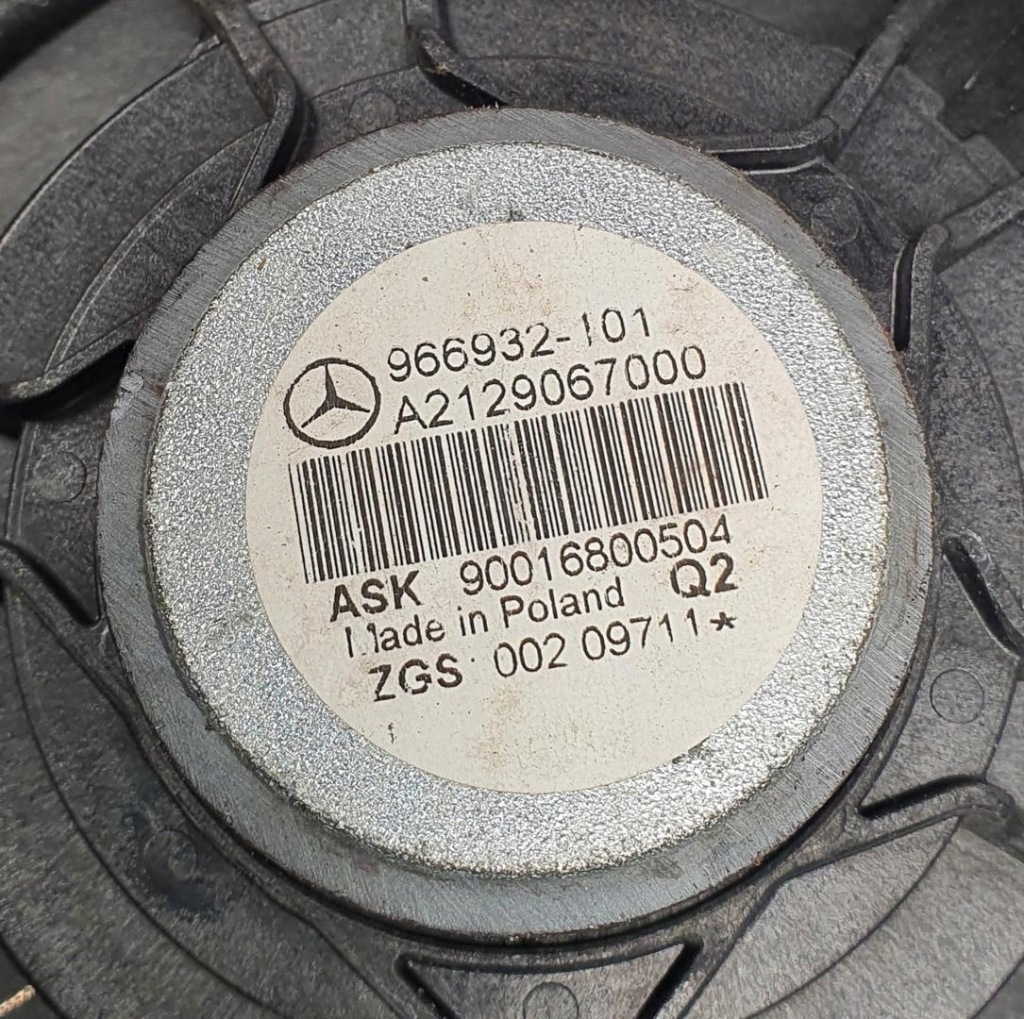 966932-101
A2129067000
ASK 90016800504
Made in Poland Q2
ZGS 002 09711*